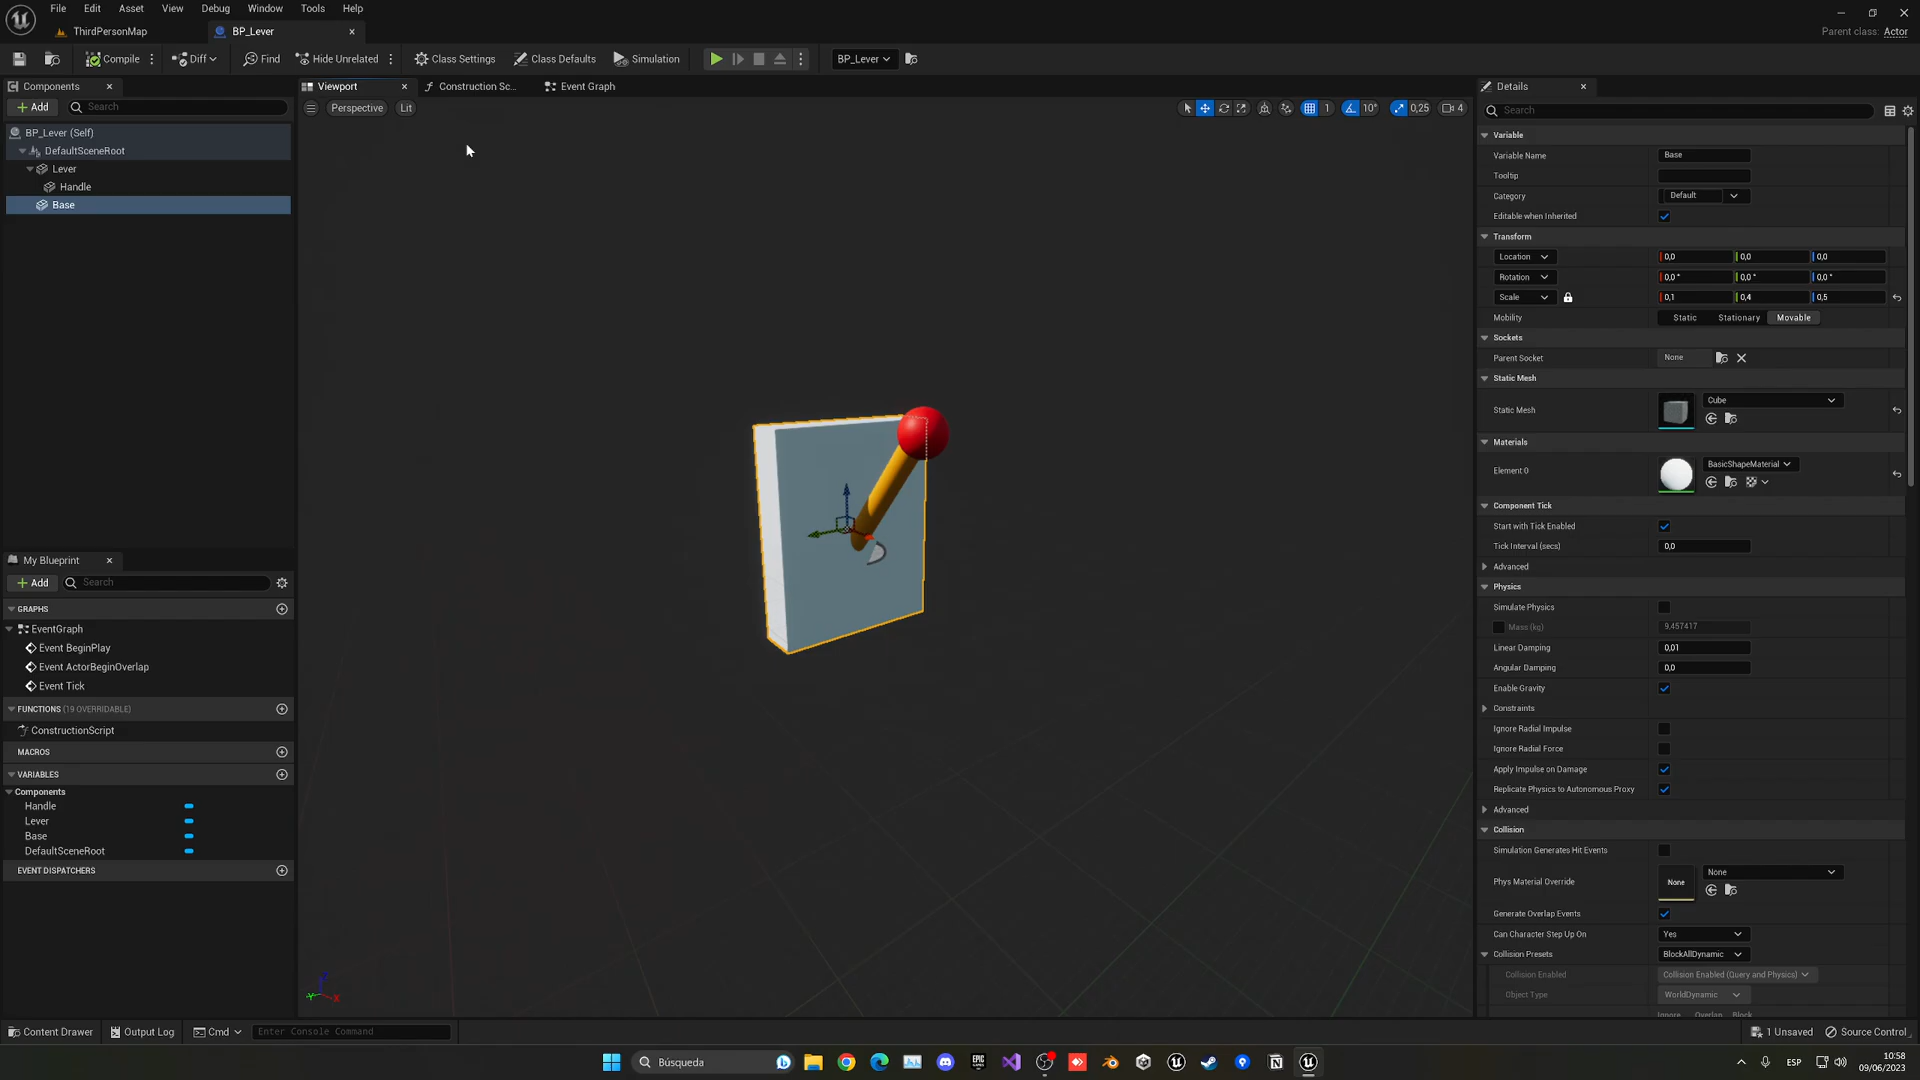 File Edit Asset View Debug Window Tools Help
ThirdPersonMap BP_Lever Parent class: Actor
Compile Diff Find Hide Unrelated Class Settings Class Defaults Simulation BP_Lever
Components Viewport Construction Sc... Event Graph Details
Add Search Perspective Lit 1 10° 0,25 4 Search
BP_Lever (Self)
DefaultSceneRoot
Lever
Handle
Base
Variable
Variable Name Base
Tooltip
Category Default
Editable when Inherited
Transform
Location 0,0 0,0 0,0
Rotation 0,0 ° 0,0 ° 0,0 °
Scale 0,1 0,4 0,5
Mobility Static Stationary Movable
Sockets
Parent Socket None
Static Mesh
Static Mesh Cube
Materials
Element 0 BasicShapeMaterial
Component Tick
Start with Tick Enabled
Tick Interval (secs) 0,0
Advanced
Physics
Simulate Physics
Mass (kg) 9,457417
Linear Damping 0,01
Angular Damping 0,0
Enable Gravity
Constraints
Ignore Radial Impulse
Ignore Radial Force
Apply Impulse on Damage
Replicate Physics to Autonomous Proxy
Advanced
Collision
Simulation Generates Hit Events
Phys Material Override None None
Generate Overlap Events
Can Character Step Up On Yes
Collision Presets BlockAllDynamic
Collision Enabled Collision Enabled (Query and Physics)
Object Type WorldDynamic
Ignore Overlap Block
My Blueprint
Add Search
GRAPHS
EventGraph
Event BeginPlay
Event ActorBeginOverlap
Event Tick
FUNCTIONS (19 OVERRIDABLE)
ConstructionScript
MACROS
VARIABLES
Components
Handle
Lever
Base
DefaultSceneRoot
EVENT DISPATCHERS
Z
Y X
Content Drawer Output Log Cmd Enter Console Command 1 Unsaved Source Control
Búsqueda ESP 10:58
09/06/2023